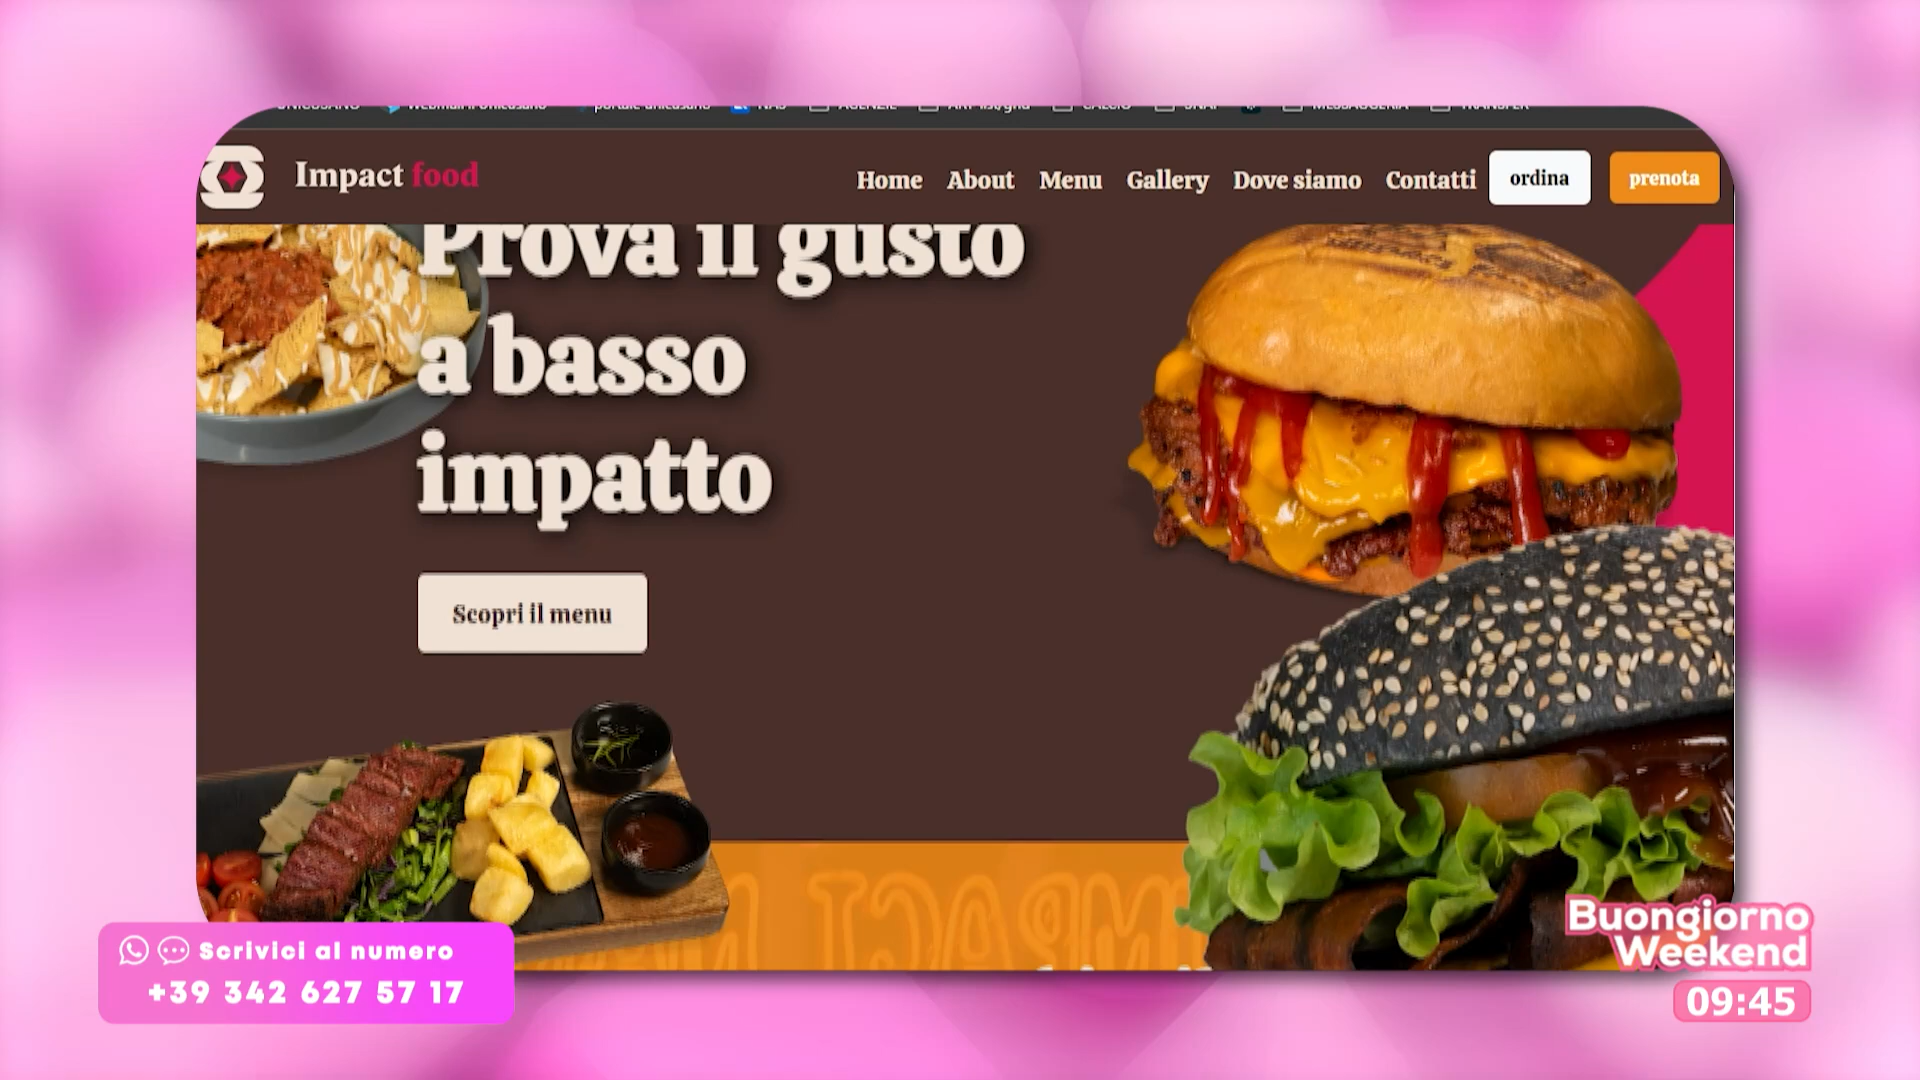 Impact food
Home About Menu Gallery Dove siamo Contatti ordina prenota
Prova il gusto
a basso
impatto
Scopri il menu
Scrivici al numero
+39 342 627 57 17
Buongiorno
Weekend
09:45